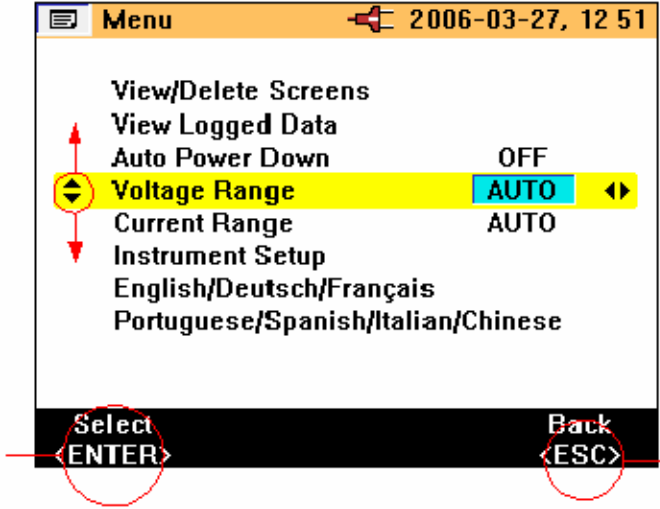 Menu 2006-03-27, 12 51
View/Delete Screens
View Logged Data
Auto Power Down OFF
Voltage Range AUTO
Current Range AUTO
Instrument Setup
English/Deutsch/Français
Portuguese/Spanish/Italian/Chinese
Select Back
<ENTER> <ESC>